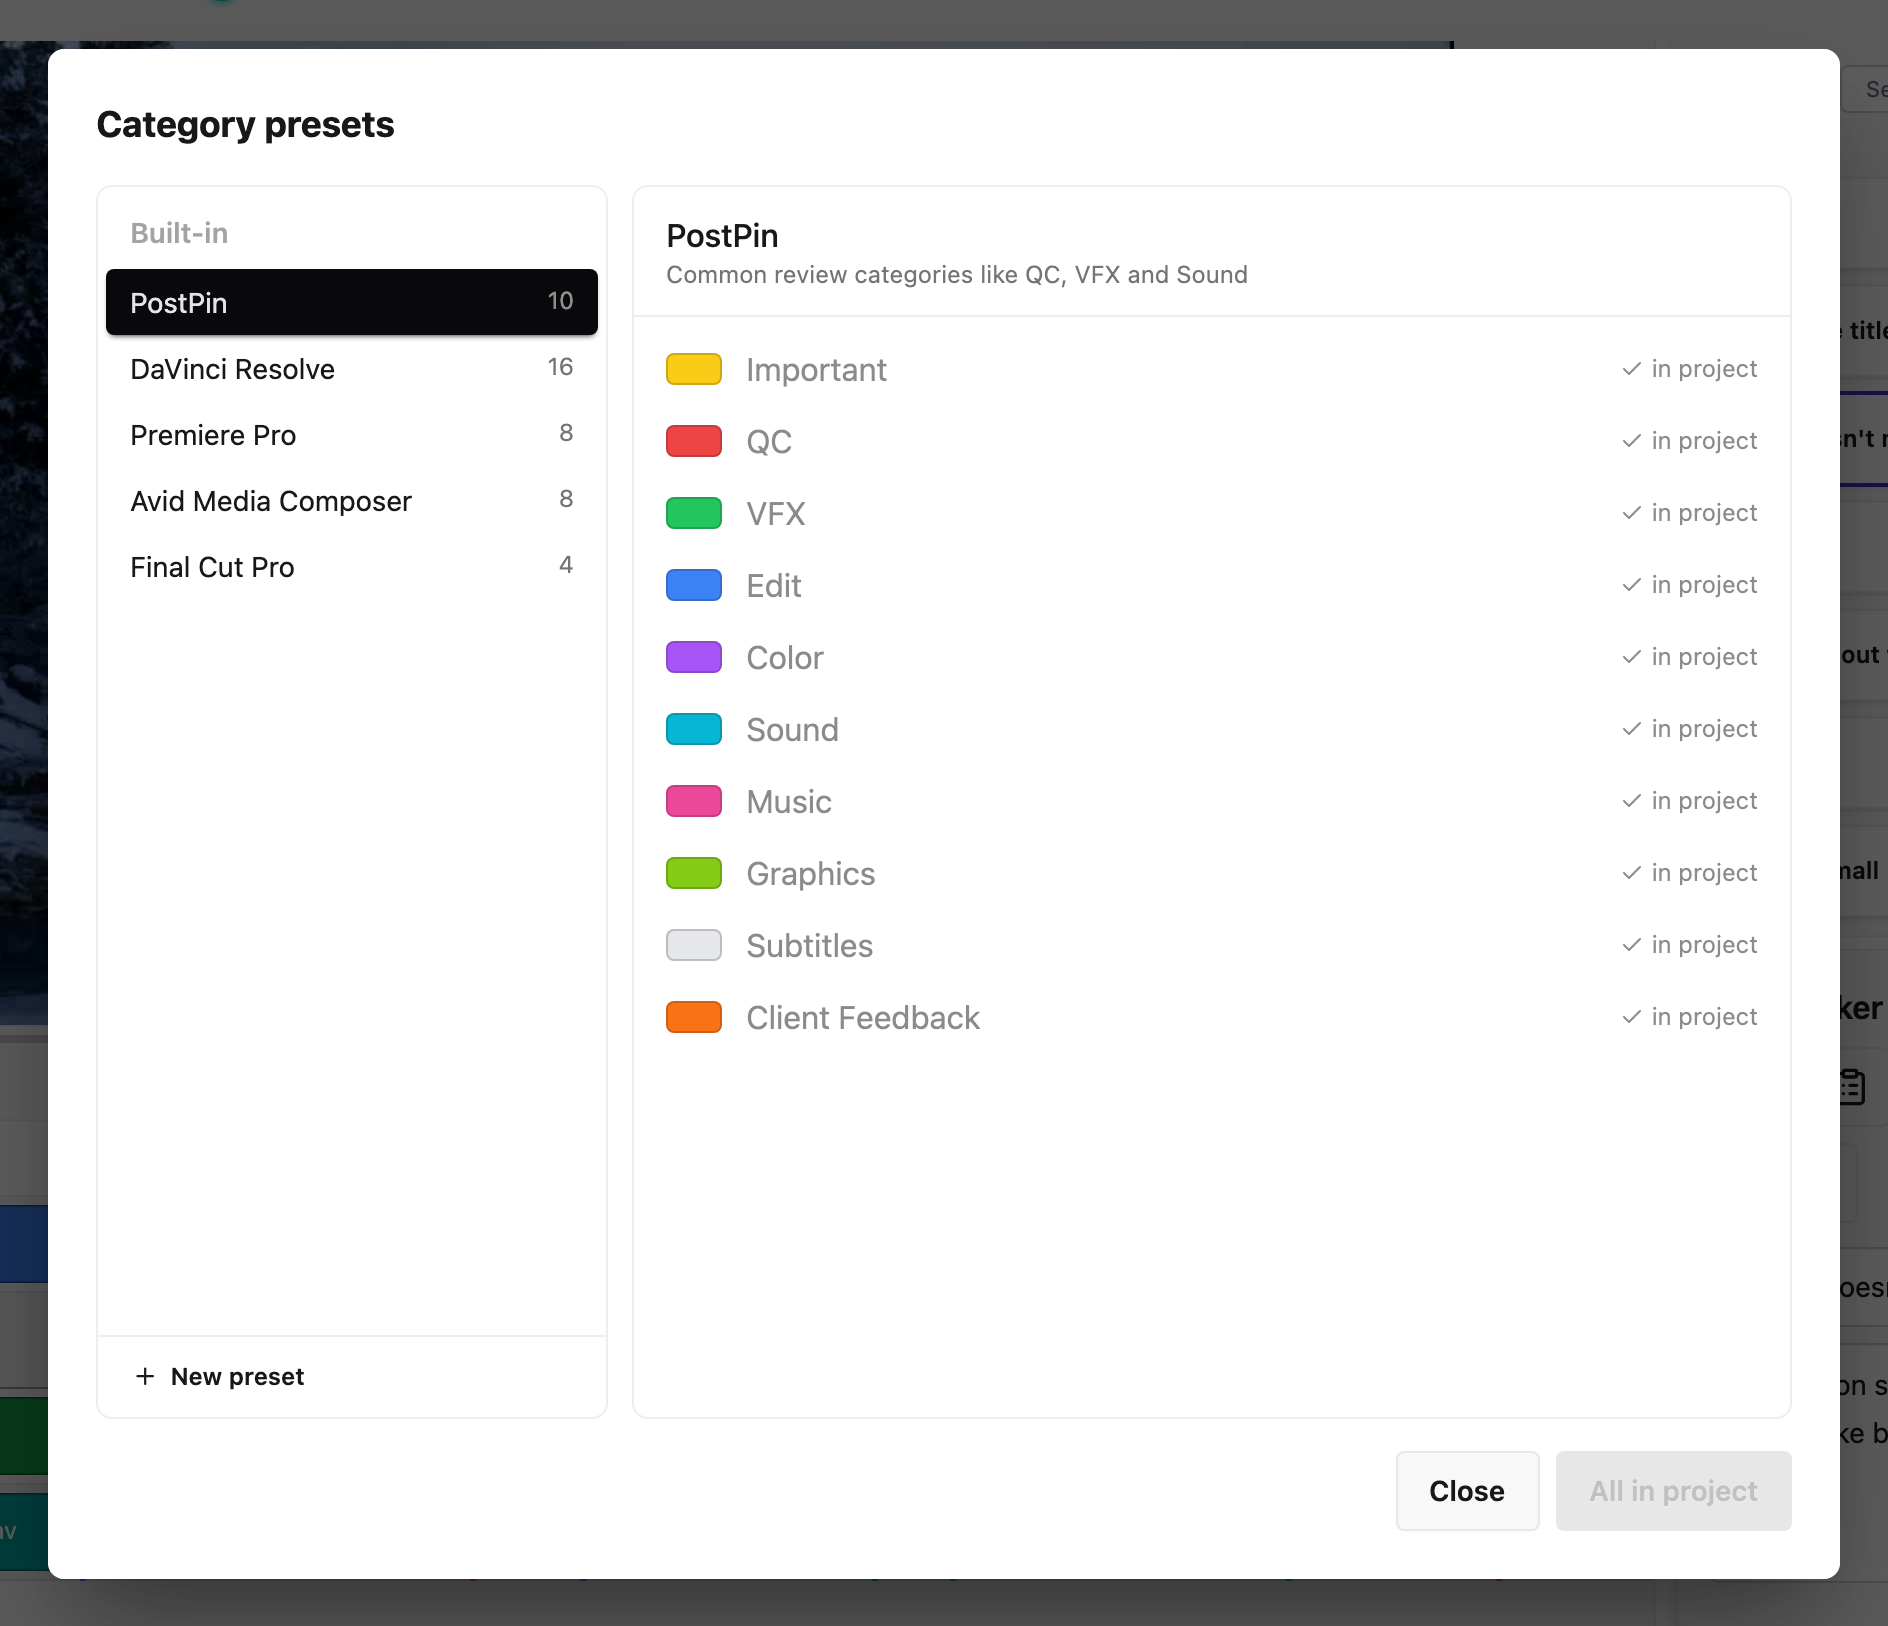 Category presets
Built-in
PostPin 10
DaVinci Resolve 16
Premiere Pro 8
Avid Media Composer 8
Final Cut Pro 4
New preset
PostPin
Common review categories like QC, VFX and Sound
Important in project
QC in project
VFX in project
Edit in project
Color in project
Sound in project
Music in project
Graphics in project
Subtitles in project
Client Feedback in project
Close
All in project